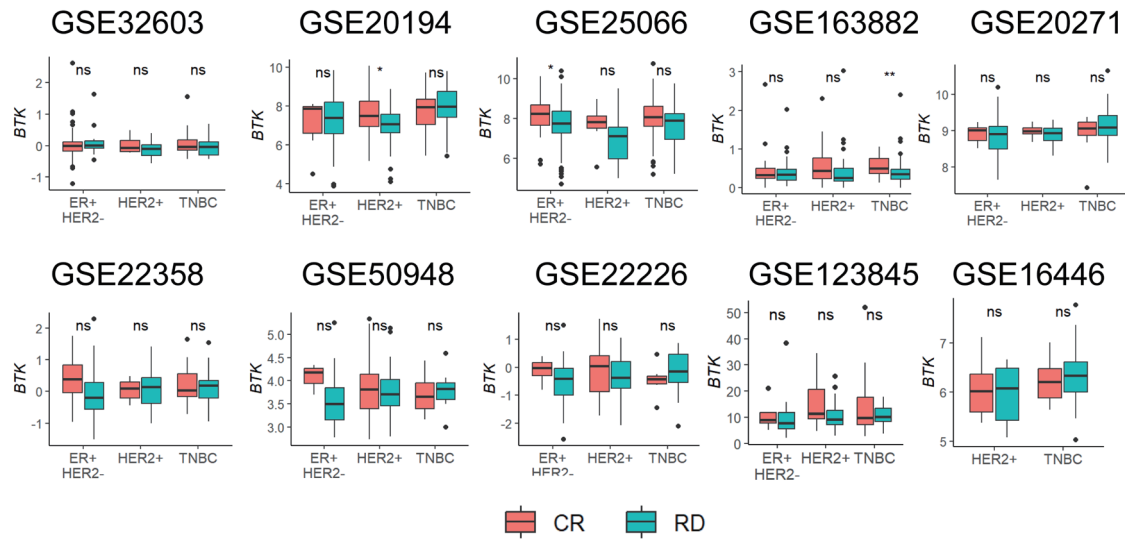 GSE32603 GSE20194 GSE25066 GSE163882 GSE20271
BTK
2
1
0
-1
ns ns ns
ER+ HER2+ TNBC
HER2-
BTK
10
8
6
4
ns * ns
ER+ HER2+ TNBC
HER2-
BTK
10
8
6
* ns ns
ER+ HER2+ TNBC
HER2-
BTK
3
2
1
0
ns ns **
ER+ HER2+ TNBC
HER2-
BTK
10
9
8
ns ns ns
ER+ HER2+ TNBC
HER2-
GSE22358 GSE50948 GSE22226 GSE123845 GSE16446
BTK
2
1
0
-1
ns ns ns
ER+ HER2+ TNBC
HER2-
BTK
5.0
4.5
4.0
3.5
3.0
ns ns ns
ER+ HER2+ TNBC
HER2-
BTK
0
-2
ns ns ns
ER+ HER2+ TNBC
HER2-
BTK
50
40
30
20
10
0
ns ns ns
ER+ HER2+ TNBC
HER2-
BTK
7
6
5
ns ns
HER2+ TNBC
CR RD